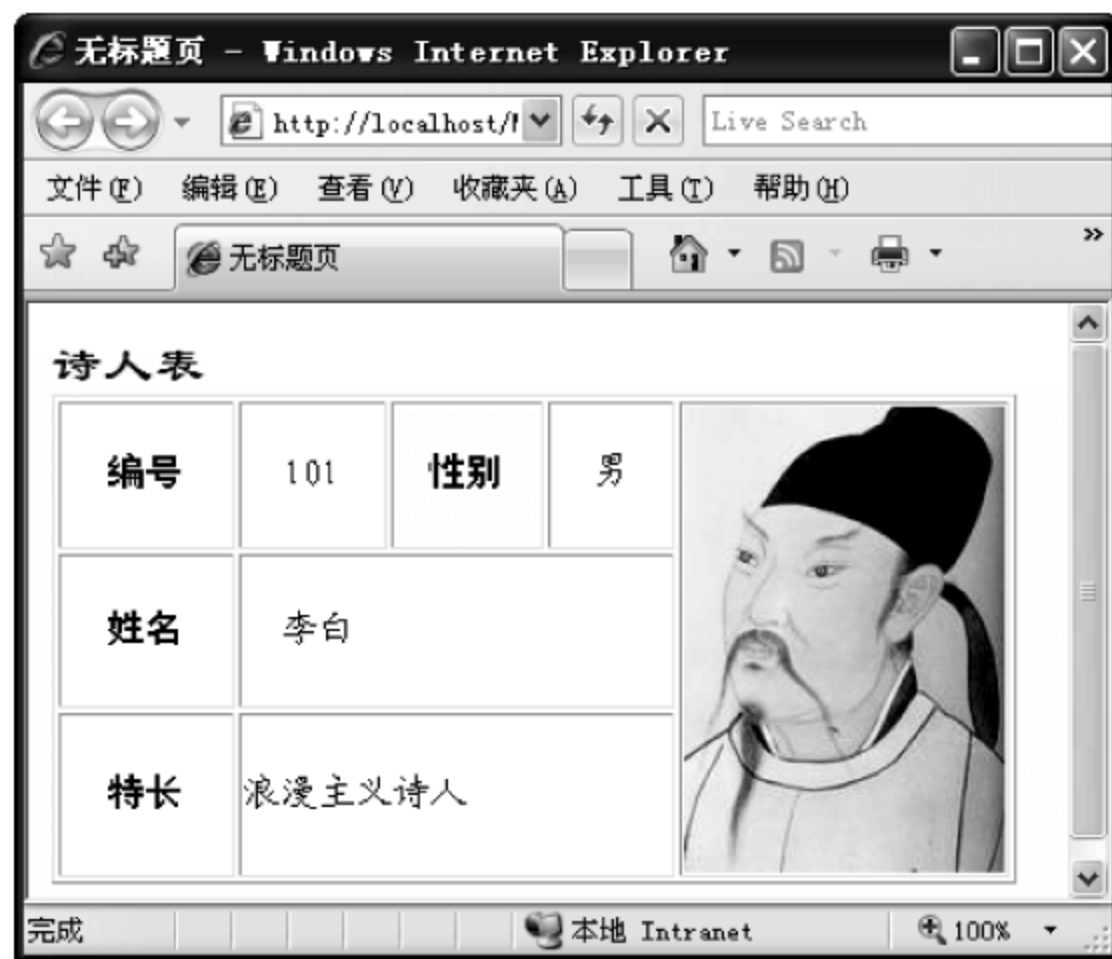 无标题页 - Windows Internet Explorer
http://localhost/ Live Search
文件(F) 编辑(E) 查看(V) 收藏夹(A) 工具(T) 帮助(H)
无标题页 »
诗人表
编号 101 性别 男
姓名 李白
特长 浪漫主义诗人
完成 本地 Intranet 100%